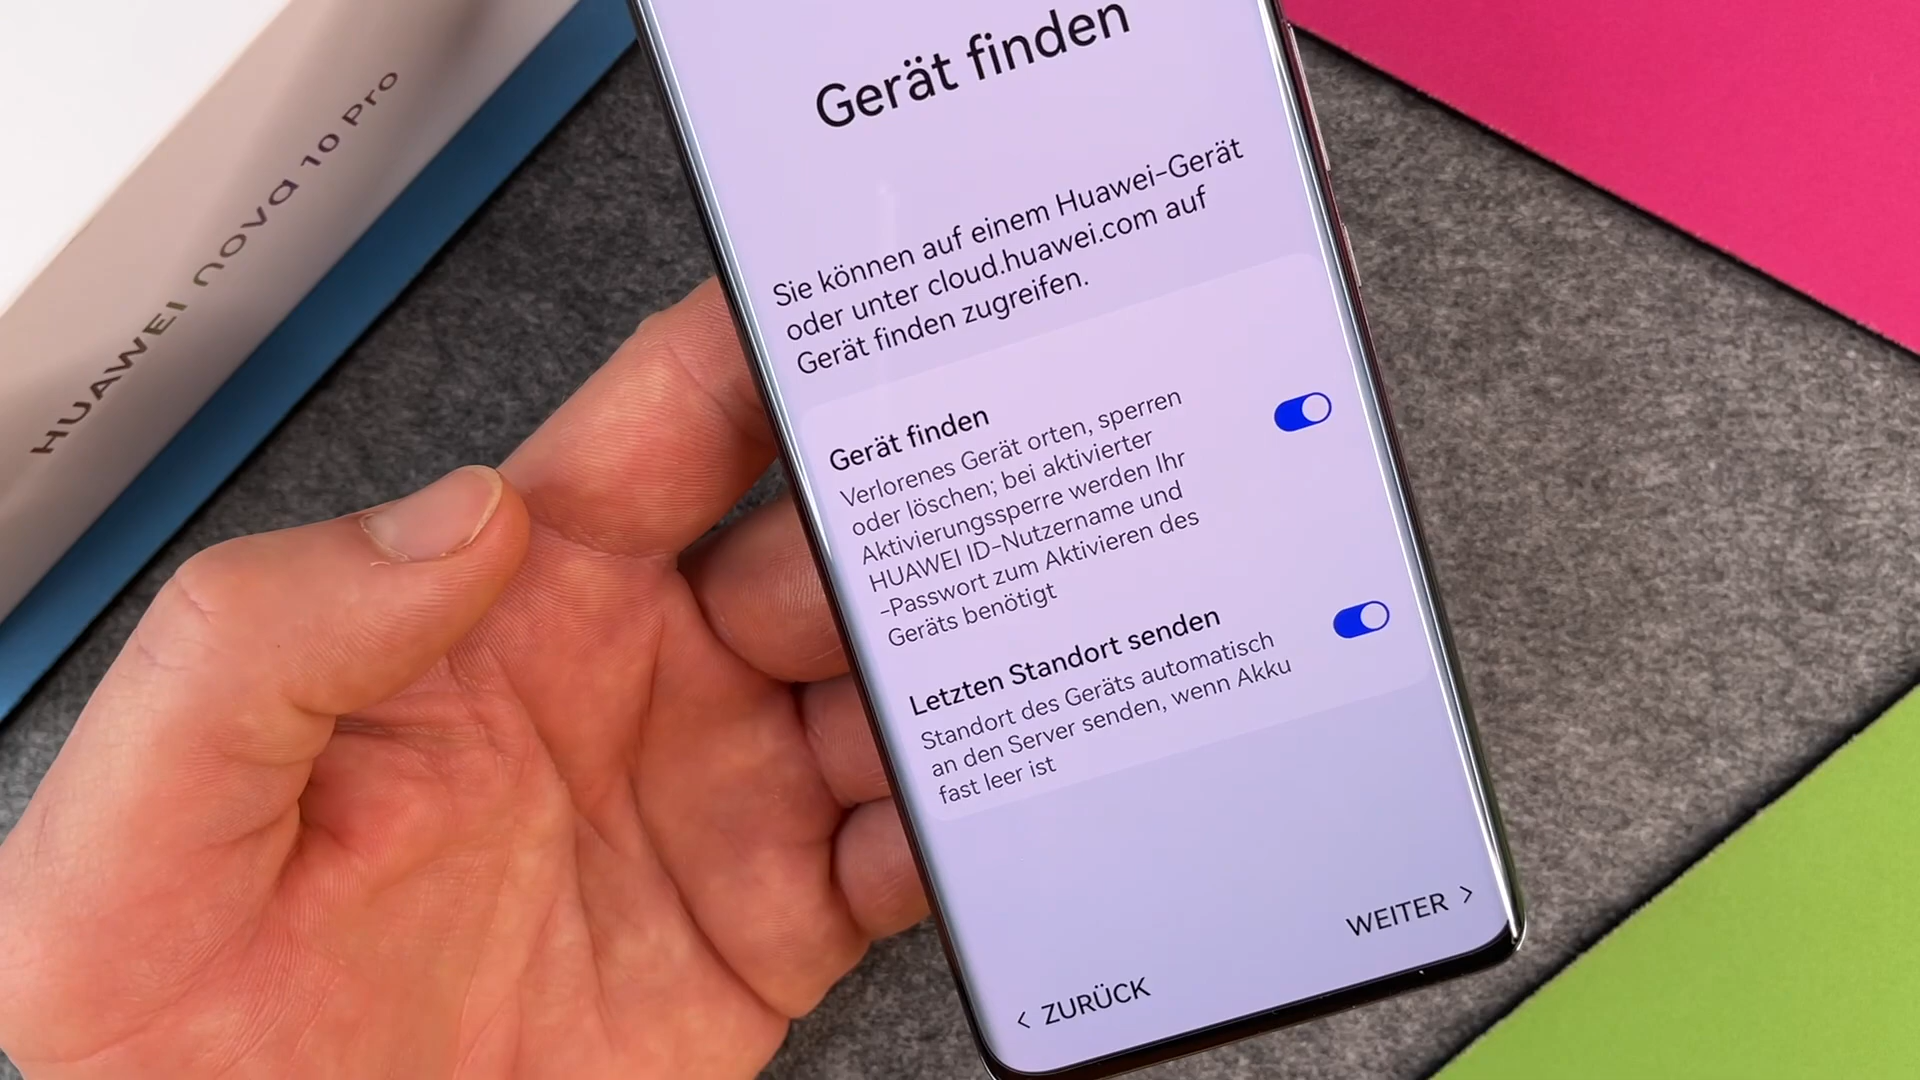 HUAWEI nova 10 Pro
Gerät finden
Sie können auf einem Huawei-Gerät
oder unter cloud.huawei.com auf
Gerät finden zugreifen.
Gerät finden
Verlorenes Gerät orten, sperren
oder löschen; bei aktivierter
Aktivierungssperre werden Ihr
HUAWEI ID-Nutzername und
-Passwort zum Aktivieren des
Geräts benötigt
Letzten Standort senden
Standort des Geräts automatisch
an den Server senden, wenn Akku
fast leer ist
WEITER >
< ZURÜCK